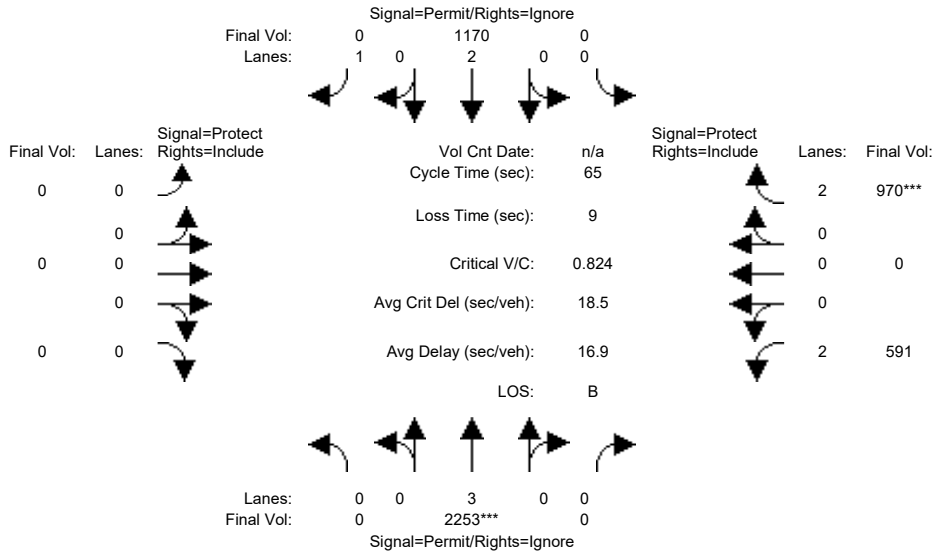 Signal=Permit/Rights=Ignore
Final Vol: 0 1170 0
Lanes: 1 0 2 0 0
Signal=Protect Signal=Protect
Final Vol: Lanes: Rights=Include Vol Cnt Date: n/a Rights=Include Lanes: Final Vol:
Cycle Time (sec): 65
0 0 2 970***
Loss Time (sec): 9
0 0
0 0 Critical V/C: 0.824 0 0
0 Avg Crit Del (sec/veh): 18.5 0
0 0 Avg Delay (sec/veh): 16.9 2 591
LOS: B
Lanes: 0 0 3 0 0
Final Vol: 0 2253*** 0
Signal=Permit/Rights=Ignore